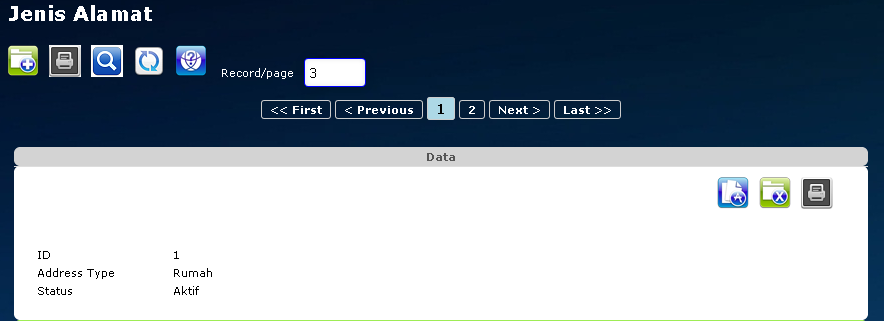 Jenis Alamat
Record/page 3
<< First < Previous 1 2 Next > Last >>
Data
ID 1
Address Type Rumah
Status Aktif